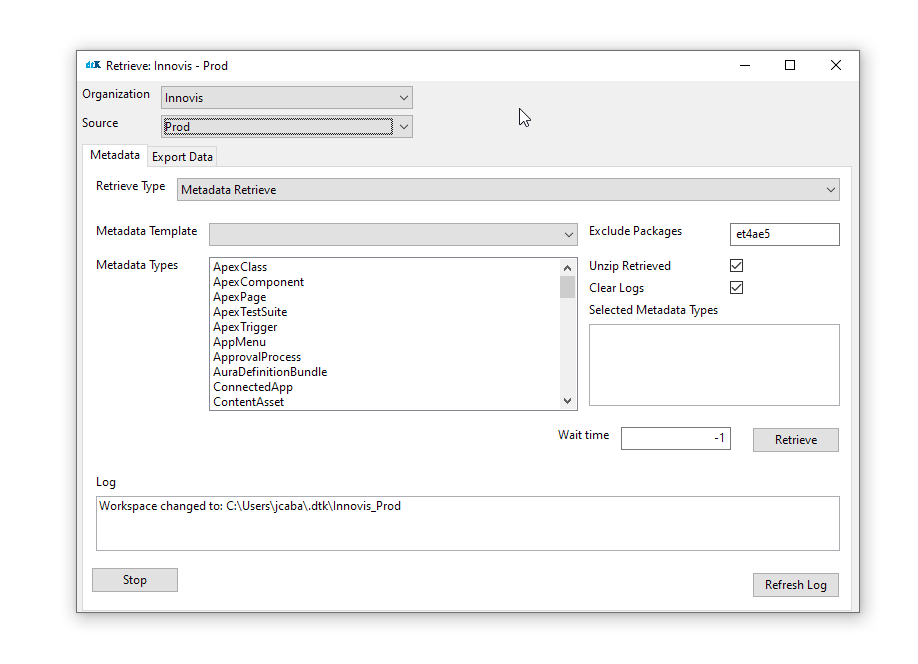 dtk Retrieve: Innovis - Prod
Organization Innovis
Source Prod
Metadata Export Data
Retrieve Type Metadata Retrieve
Metadata Template
Exclude Packages et4ae5
Metadata Types
ApexClass
ApexComponent
ApexPage
ApexTestSuite
ApexTrigger
AppMenu
ApprovalProcess
AuraDefinitionBundle
ConnectedApp
ContentAsset
Unzip Retrieved
Clear Logs
Selected Metadata Types
Wait time -1 Retrieve
Log
Workspace changed to: C:\Users\jcaba\.dtk\Innovis_Prod
Stop Refresh Log